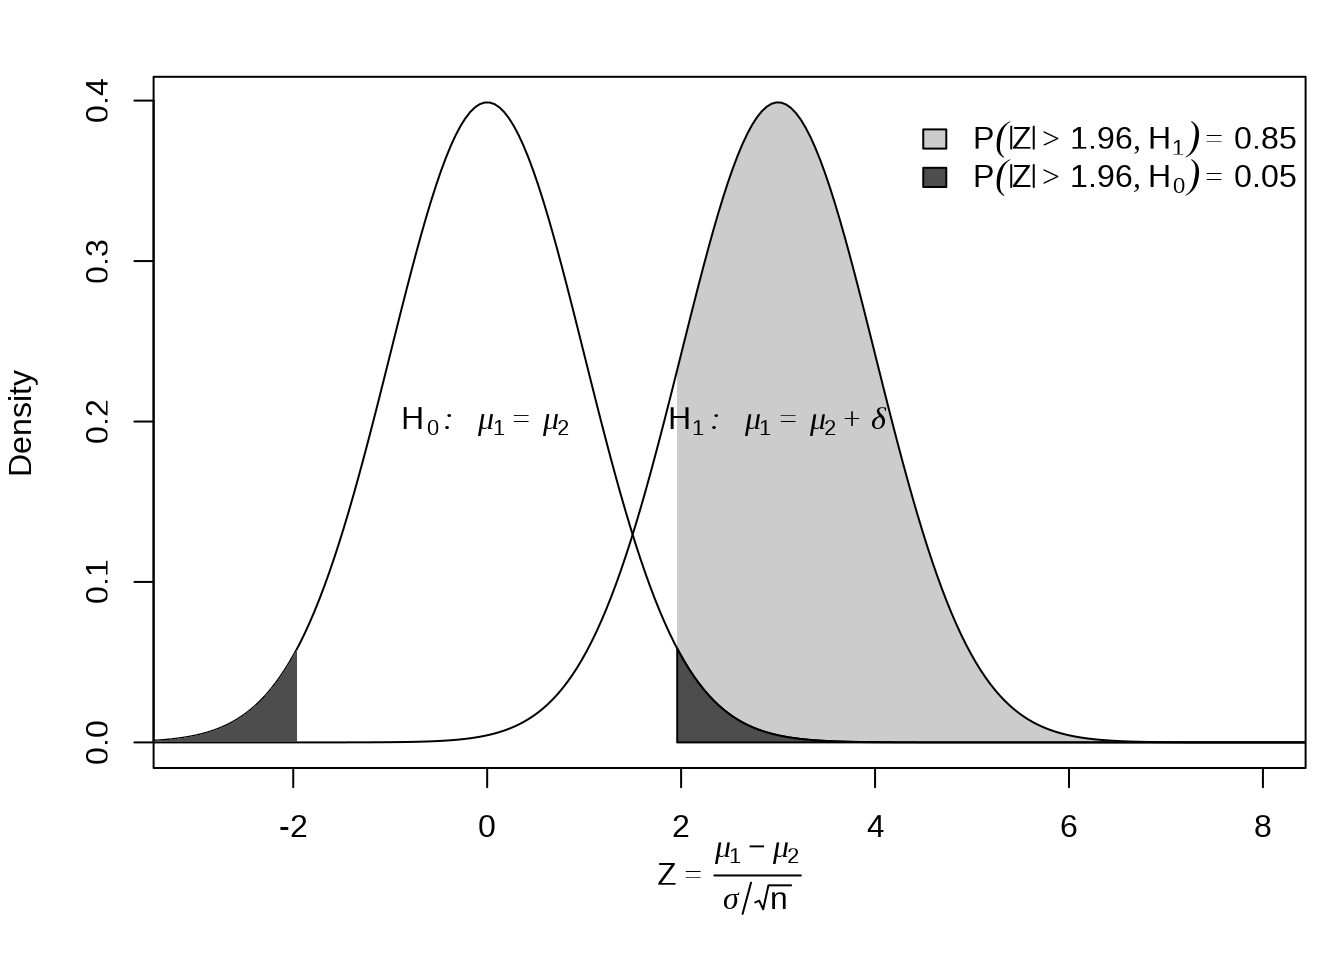 P(|Z| > 1.96, H₁) = 0.85
P(|Z| > 1.96, H₀) = 0.05
0.4
0.3
0.2
0.1
0.0
Density
H₀: μ₁ = μ₂
H₁: μ₁ = μ₂ + δ
-2 0 2 4 6 8
Z = (μ₁ − μ₂) / (σ/√n)